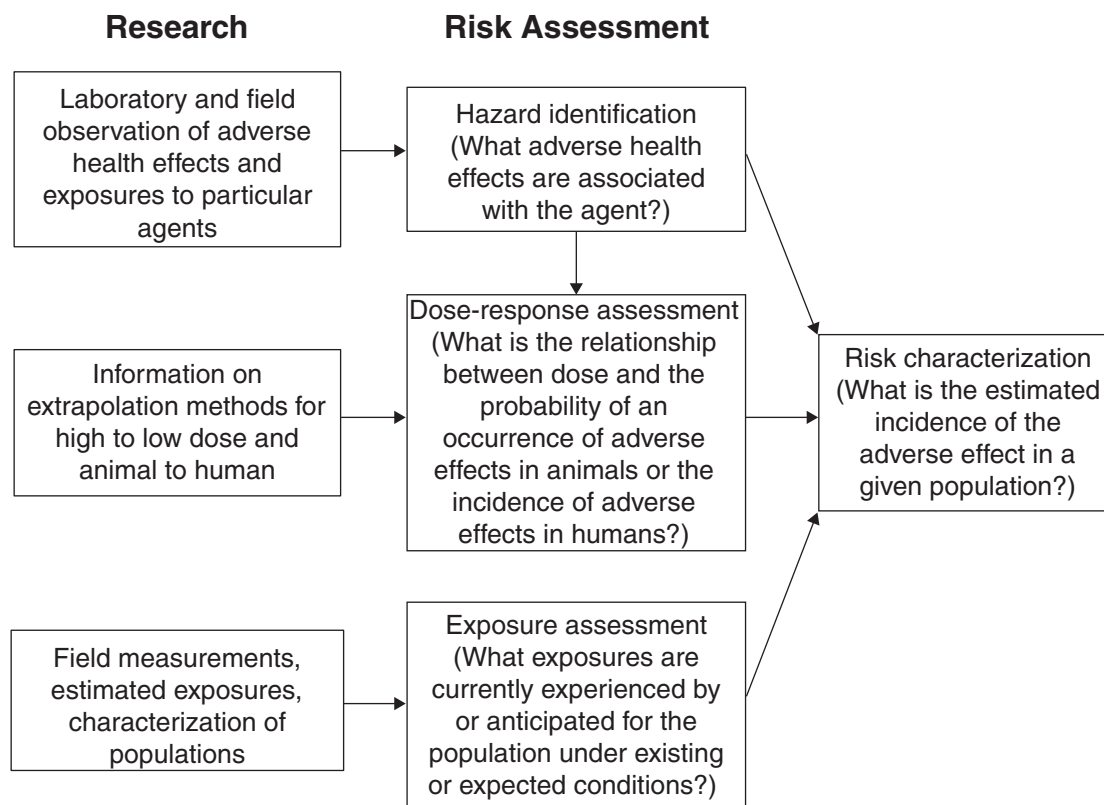 Research
Risk Assessment
Laboratory and field
observation of adverse
health effects and
exposures to particular
agents
Hazard identification
(What adverse health
effects are associated
with the agent?)
Information on
extrapolation methods for
high to low dose and
animal to human
Dose-response assessment
(What is the relationship
between dose and the
probability of an
occurrence of adverse
effects in animals or the
incidence of adverse
effects in humans?)
Risk characterization
(What is the estimated
incidence of the
adverse effect in a
given population?)
Field measurements,
estimated exposures,
characterization of
populations
Exposure assessment
(What exposures are
currently experienced by
or anticipated for the
population under existing
or expected conditions?)